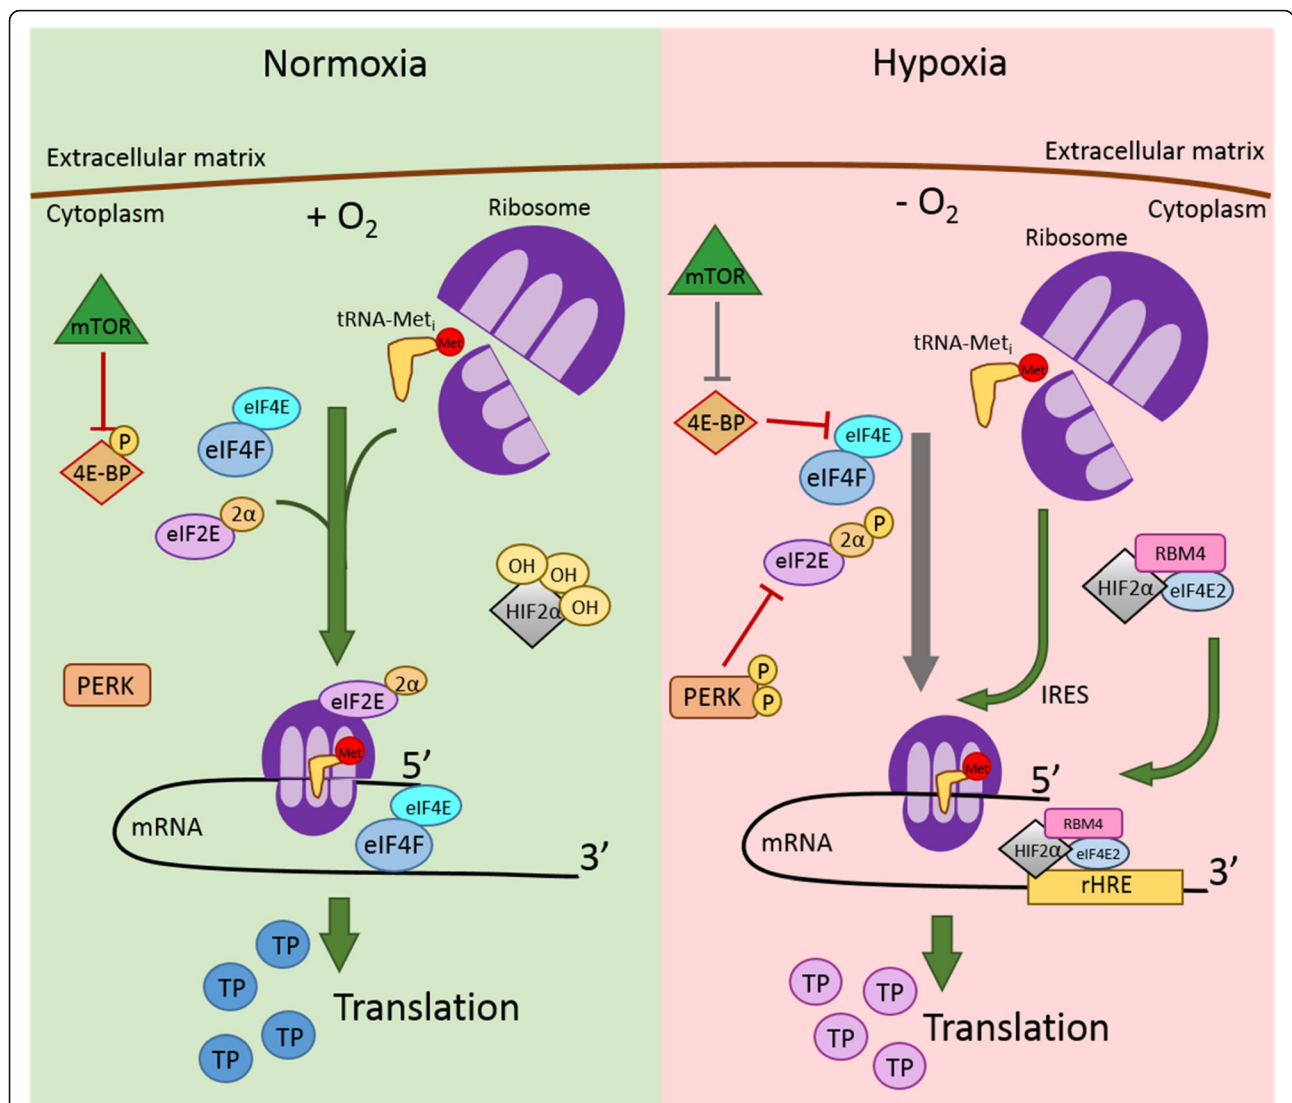 Normoxia
Extracellular matrix
Cytoplasm
+ O2
Ribosome
mTOR
tRNA-Meti
Met
eIF4E
eIF4F
P
4E-BP
2α
eIF2E
OH
OH
OH
HIF2α
PERK
2α
eIF2E
Met
5’
eIF4E
mRNA
eIF4F
3’
TP
TP
TP
TP
Translation
Hypoxia
Extracellular matrix
Cytoplasm
- O2
Ribosome
mTOR
tRNA-Meti
Met
4E-BP
eIF4E
eIF4F
P
2α
eIF2E
RBM4
HIF2α
eIF4E2
P
PERK
P
IRES
Met
5’
RBM4
mRNA
HIF2α
eIF4E2
rHRE
3’
TP
TP
TP
TP
Translation